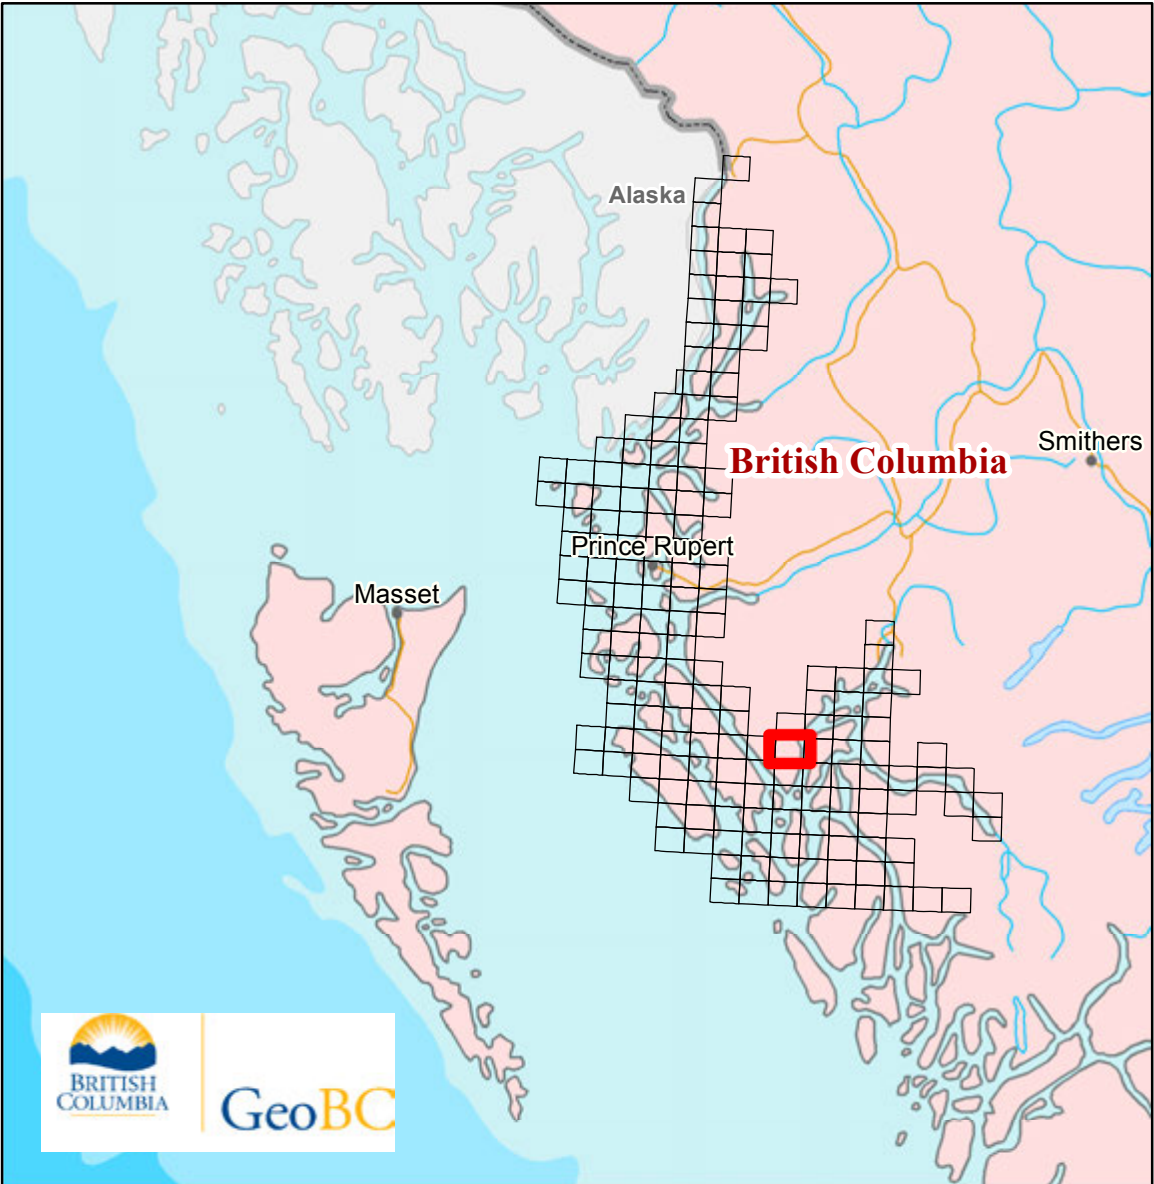 Alaska
British Columbia
Smithers
Prince Rupert
Masset
BRITISH
COLUMBIA
GeoBC